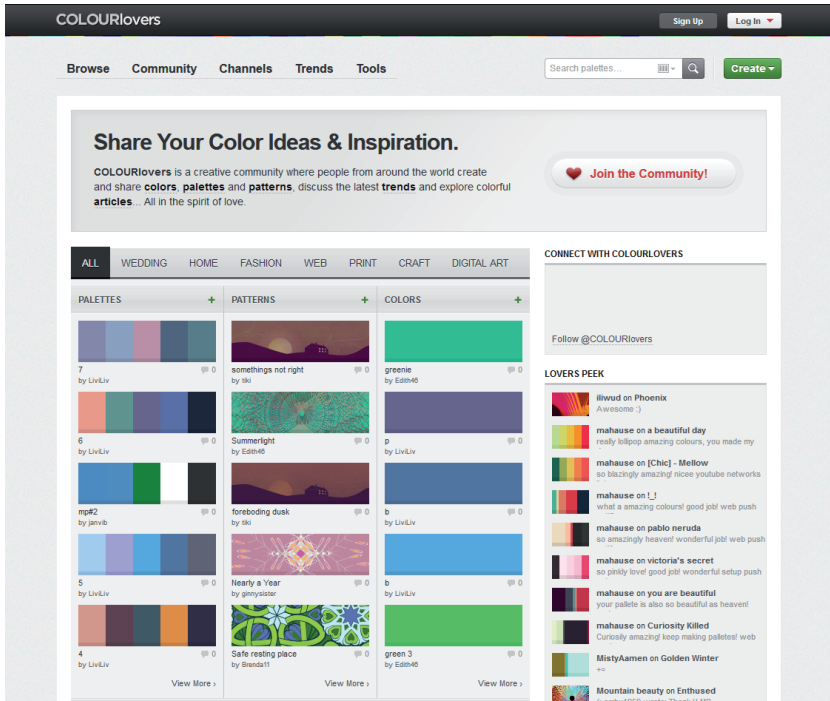 COLOURlovers
Sign Up
Log In
Browse Community Channels Trends Tools
Search palettes...
Create
Share Your Color Ideas & Inspiration.
COLOURlovers is a creative community where people from around the world create
and share colors, palettes and patterns, discuss the latest trends and explore colorful
articles... All in the spirit of love.
Join the Community!
ALL WEDDING HOME FASHION WEB PRINT CRAFT DIGITAL ART
PALETTES +
7 0
by LiviLiv
6 0
by LiviLiv
mp#2 0
by janvib
5 0
by LiviLiv
4 0
by LiviLiv
View More ›
PATTERNS +
somethings not right 0
by tiki
Summerlight 0
by Edith46
foreboding dusk 0
by tiki
Nearly a Year 0
by ginnysister
Safe resting place 0
by Brenda11
View More ›
COLORS +
greenie 0
by Edith46
p 0
by LiviLiv
b 0
by LiviLiv
b 0
by LiviLiv
green 3 0
by Edith46
View More ›
CONNECT WITH COLOURLOVERS
Follow @COLOURlovers
LOVERS PEEK
iliwud on Phoenix
Awesome :)
mahause on a beautiful day
really lollipop amazing colours, you made my
mahause on [Chic] - Mellow
so blazingly amazing! nicee youtube networks
mahause on !_!
what a amazing colours! good job! web push
mahause on pablo neruda
so amazingly heaven! wonderful job! web push
mahause on victoria's secret
so pinkly love! good job! wonderful setup push
mahause on you are beautiful
your pallete is also so beautiful as heaven!
mahause on Curiosity Killed
Curiosily amazing! keep making palletes! web
MistyAamen on Golden Winter
+=
Mountain beauty on Enthused